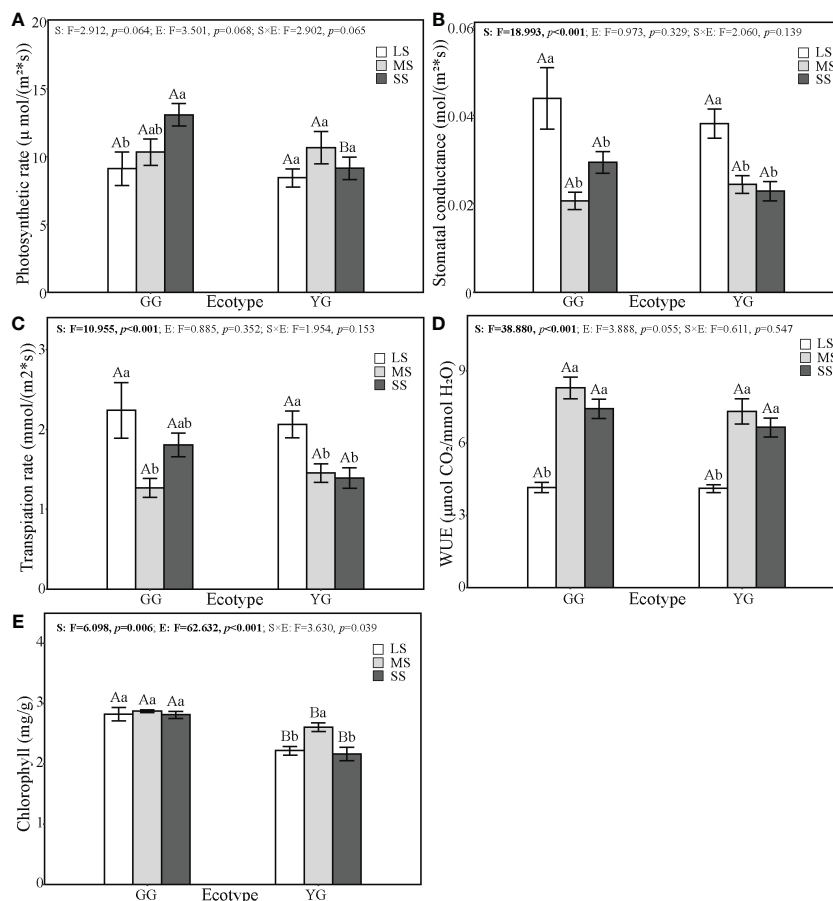 A
S: F=2.912, p=0.064; E: F=3.501, p=0.068; S×E: F=2.902, p=0.065
Photosynthetic rate (μ mol/(m²*s))
20
15
10
5
0
LS
MS
SS
Ab
Aab
Aa
Aa
Aa
Ba
GG
Ecotype
YG
B
S: F=18.993, p<0.001; E: F=0.973, p=0.329; S×E: F=2.060, p=0.139
Stomatal conductance (mol/(m²*s))
0.06
0.04
0.02
0.00
LS
MS
SS
Aa
Ab
Ab
Aa
Ab
Ab
GG
Ecotype
YG
C
S: F=10.955, p<0.001; E: F=0.885, p=0.352; S×E: F=1.954, p=0.153
Transpiation rate (mmol/(m2*s))
3
2
1
0
LS
MS
SS
Aa
Ab
Aab
Aa
Ab
Ab
GG
Ecotype
YG
D
S: F=38.880, p<0.001; E: F=3.888, p=0.055; S×E: F=0.611, p=0.547
WUE (μmol CO₂/mmol H₂O)
9
6
3
0
LS
MS
SS
Ab
Aa
Aa
Ab
Aa
Aa
GG
Ecotype
YG
E
S: F=6.098, p=0.006; E: F=62.632, p<0.001; S×E: F=3.630, p=0.039
Chlorophyll (mg/g)
4
3
2
1
0
LS
MS
SS
Aa
Aa
Aa
Bb
Ba
Bb
GG
Ecotype
YG